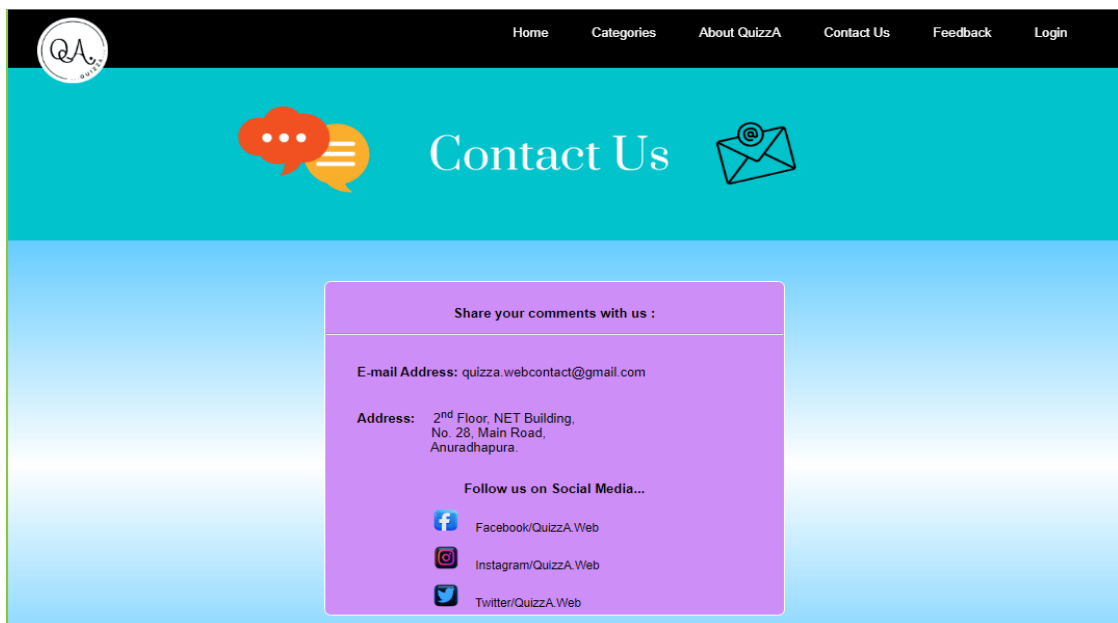 QA.
...QUIZZA...
Home Categories About QuizzA Contact Us Feedback Login
Contact Us
Share your comments with us :
E-mail Address: quizza.webcontact@gmail.com
Address: 2nd Floor, NET Building,
No. 28, Main Road,
Anuradhapura.
Follow us on Social Media...
Facebook/QuizzA.Web
Instagram/QuizzA.Web
Twitter/QuizzA.Web